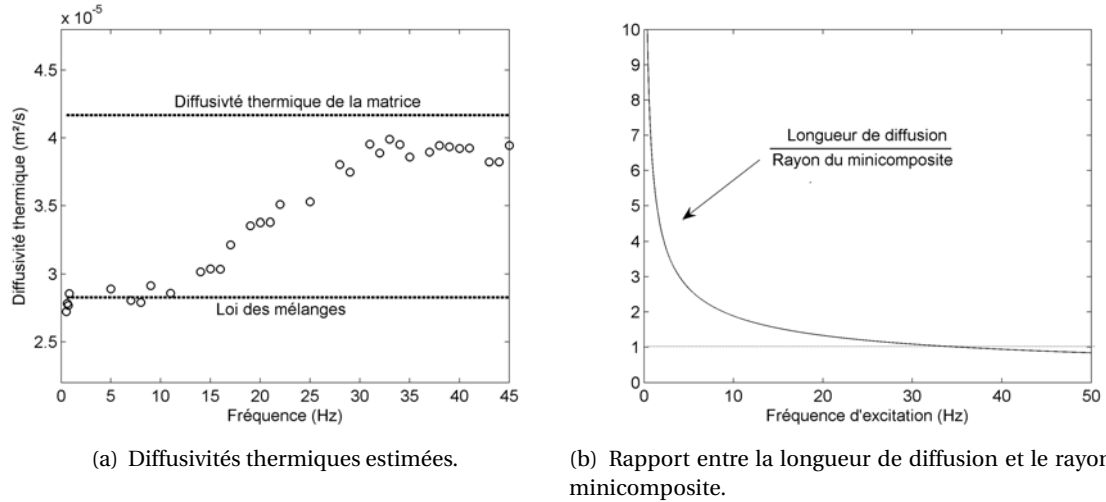 x 10⁻⁵
4.5
4
3.5
3
2.5
Diffusivité thermique (m²/s)
Diffusivté thermique de la matrice
Loi des mélanges
0 5 10 15 20 25 30 35 40 45
Fréquence (Hz)
(a) Diffusivités thermiques estimées.
10
9
8
7
6
5
4
3
2
1
0
Longueur de diffusion
Rayon du minicomposite
0 10 20 30 40 50
Fréquence d'excitation (Hz)
(b) Rapport entre la longueur de diffusion et le rayon
minicomposite.